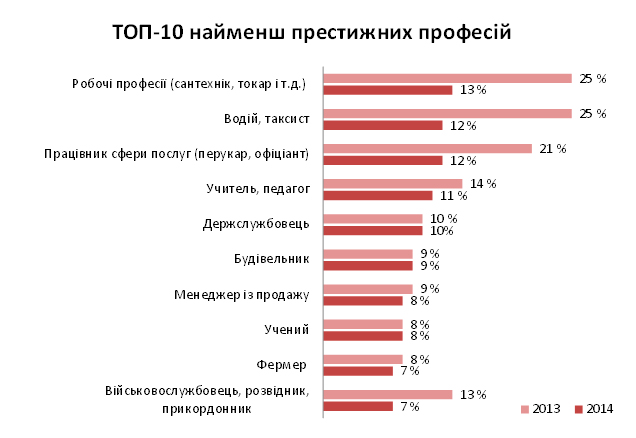 ТОП-10 найменш престижних професій
Робочі професії (сантехнік, токар і т.д.)
25 %
13 %
Водій, таксист
25 %
12 %
Працівник сфери послуг (перукар, офіціант)
21 %
12 %
Учитель, педагог
14 %
11 %
Держслужбовець
10 %
10%
Будівельник
9 %
9 %
Менеджер із продажу
9 %
8 %
Учений
8 %
8 %
Фермер
8 %
7 %
Військовослужбовець, розвідник,
прикордонник
13 %
7 %
2013
2014